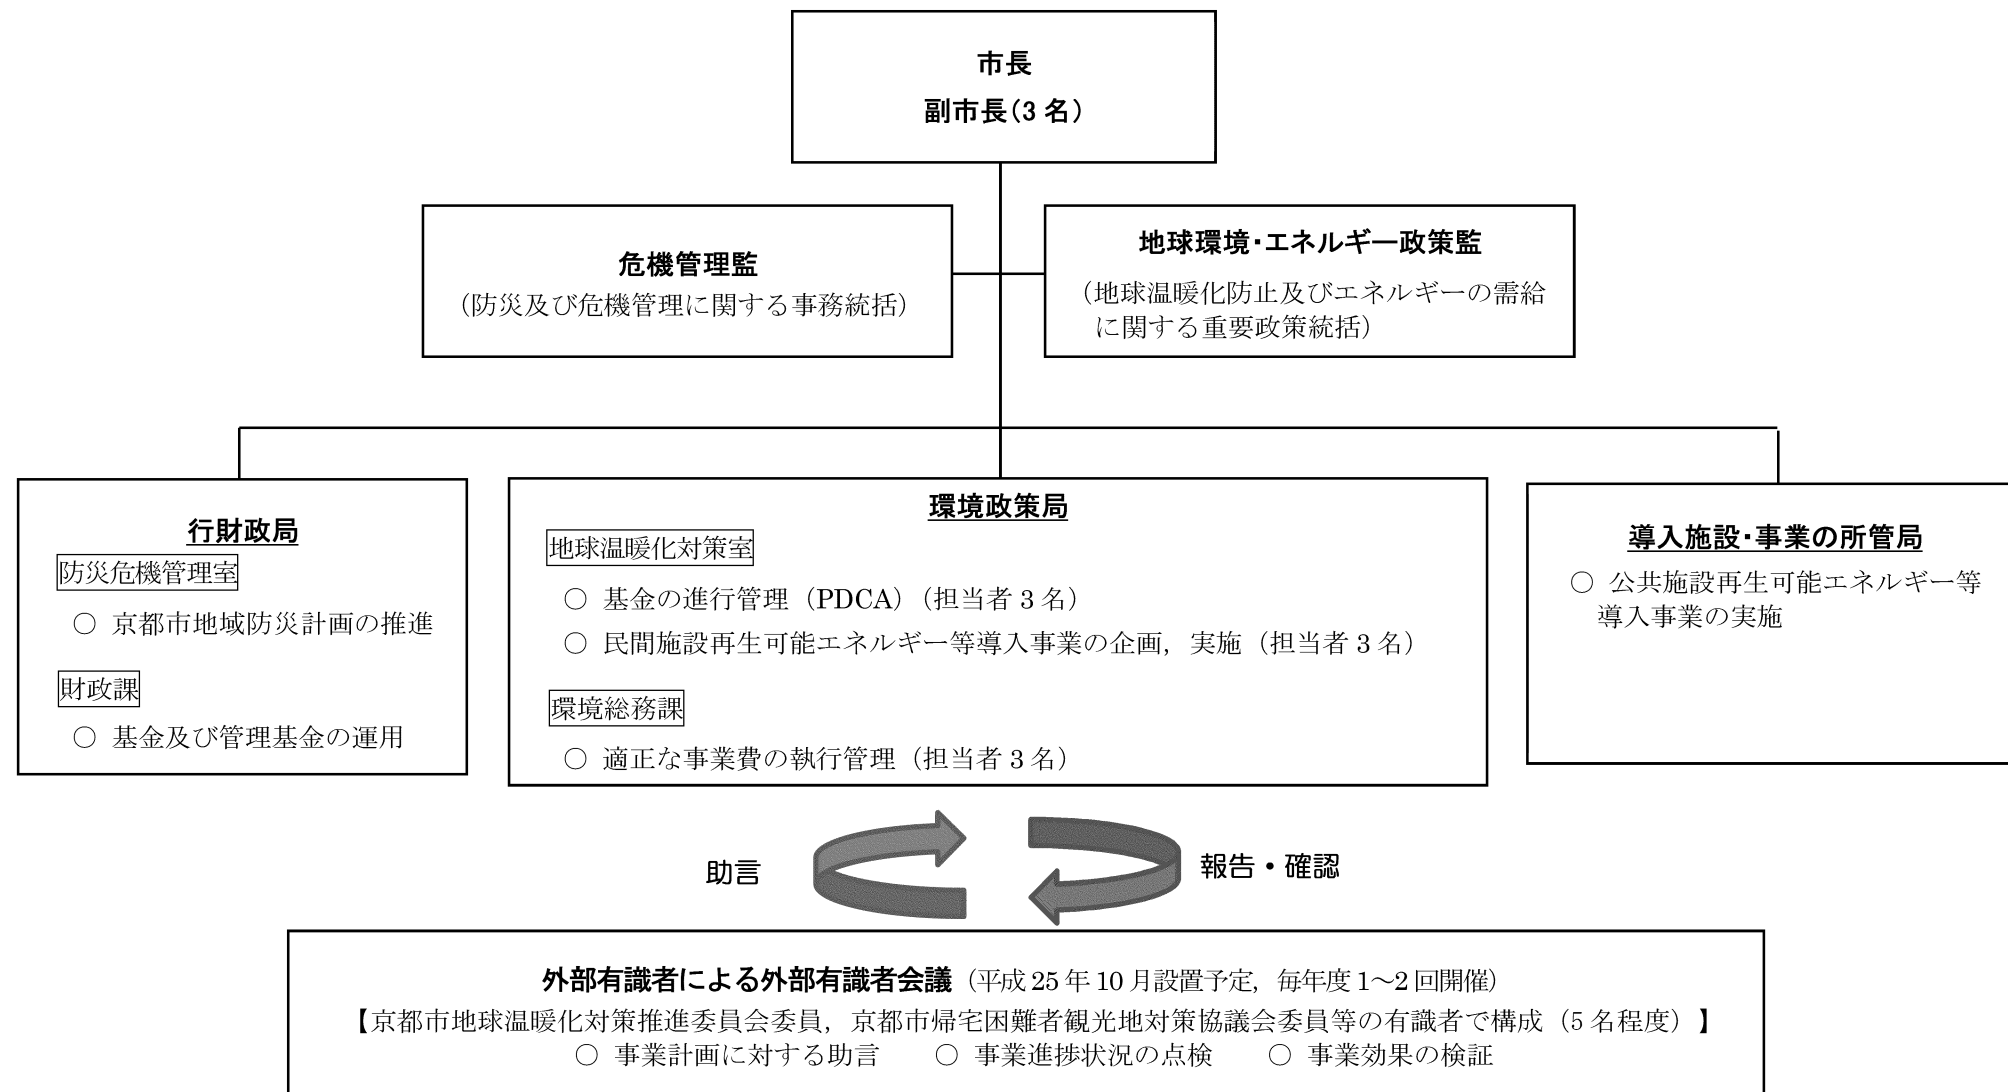 市長
副市長(3 名)
危機管理監
（防災及び危機管理に関する事務統括）
地球環境・エネルギー政策監
（地球温暖化防止及びエネルギーの需給
に関する重要政策統括）
行財政局
防災危機管理室
○ 京都市地域防災計画の推進
財政課
○ 基金及び管理基金の運用
環境政策局
地球温暖化対策室
○ 基金の進行管理（PDCA）（担当者 3 名）
○ 民間施設再生可能エネルギー等導入事業の企画，実施（担当者 3 名）
環境総務課
○ 適正な事業費の執行管理（担当者 3 名）
導入施設・事業の所管局
○ 公共施設再生可能エネルギー等
導入事業の実施
助言
報告・確認
外部有識者による外部有識者会議（平成 25 年 10 月設置予定，毎年度 1～2 回開催）
【京都市地球温暖化対策推進委員会委員，京都市帰宅困難者観光地対策協議会委員等の有識者で構成（5 名程度）】
○ 事業計画に対する助言 ○ 事業進捗状況の点検 ○ 事業効果の検証